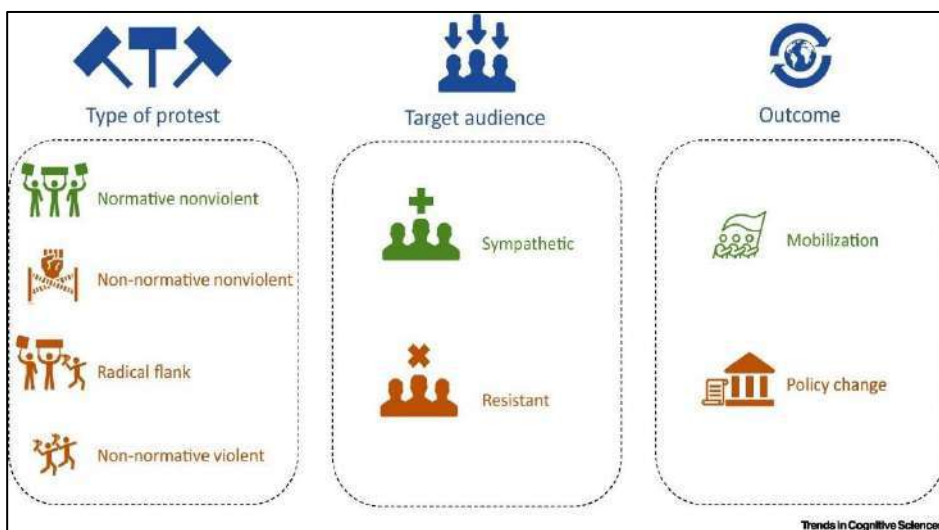 Type of protest
Normative nonviolent
Non-normative nonviolent
Radical flank
Non-normative violent
Target audience
Sympathetic
Resistant
Outcome
Mobilization
Policy change
Trends in Cognitive Sciences